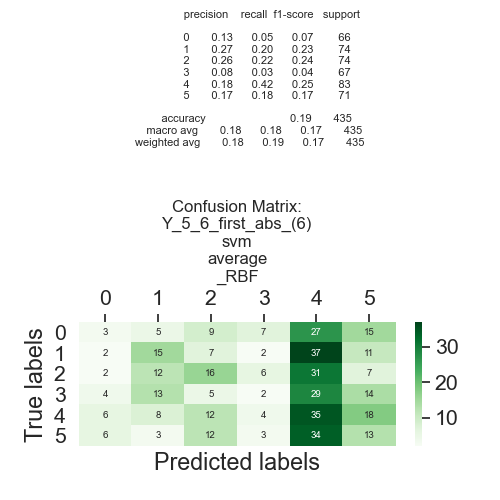 precision recall f1-score support
0 0.13 0.05 0.07 66
1 0.27 0.20 0.23 74
2 0.26 0.22 0.24 74
3 0.08 0.03 0.04 67
4 0.18 0.42 0.25 83
5 0.17 0.18 0.17 71
accuracy 0.19 435
macro avg 0.18 0.18 0.17 435
weighted avg 0.18 0.19 0.17 435
Confusion Matrix:
Y_5_6_first_abs_(6)
svm
average
_RBF
0 1 2 3 4 5
0 3 5 9 7 27 15
1 2 15 7 2 37 11
2 2 12 16 6 31 7
3 4 13 5 2 29 14
4 6 8 12 4 35 18
5 6 3 12 3 34 13
True labels
Predicted labels
30
20
10